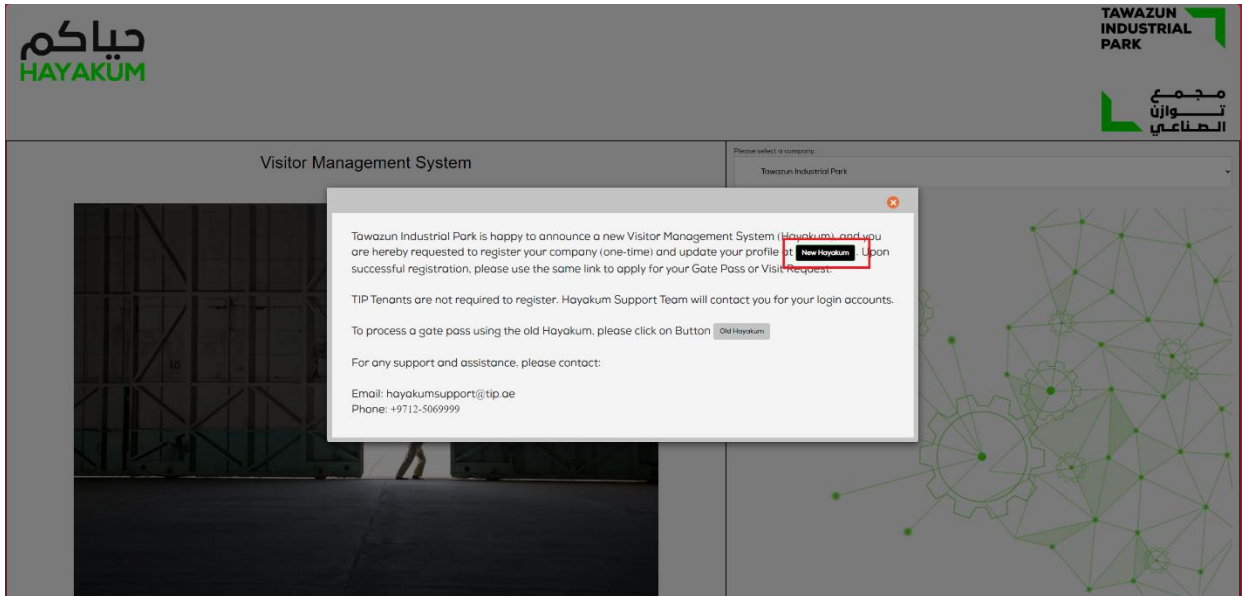 حياكم
HAYAKUM
TAWAZUN
INDUSTRIAL
PARK
مجمع
توازن
الصناعي
Visitor Management System
Please select a company.
Tawazun Industrial Park
Tawazun Industrial Park is happy to announce a new Visitor Management System (Hayakum), and you
are hereby requested to register your company (one-time) and update your profile at New Hayakum . Upon
successful registration, please use the same link to apply for your Gate Pass or Visit Request.
TIP Tenants are not required to register. Hayakum Support Team will contact you for your login accounts.
To process a gate pass using the old Hayakum, please click on Button Old Hayakum
For any support and assistance, please contact:
Email: hayakumsupport@tip.ae
Phone: +9712-5069999
10